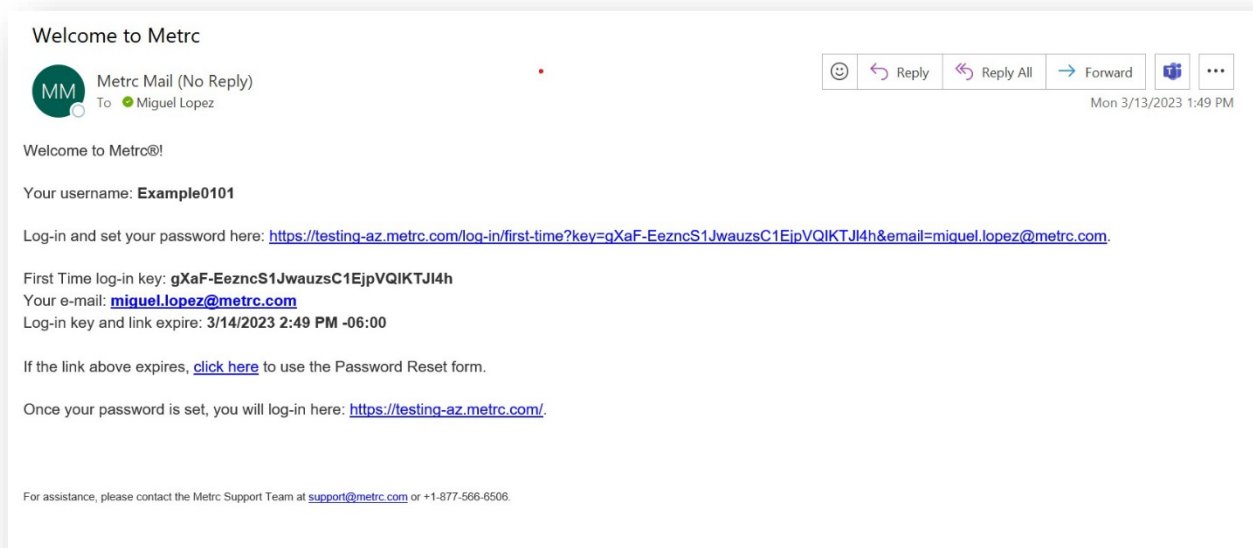 Welcome to Metrc
MM
Metrc Mail (No Reply)
To Miguel Lopez
Reply
Reply All
Forward
...
Mon 3/13/2023 1:49 PM
Welcome to Metrc®!
Your username: Example0101
Log-in and set your password here: https://testing-az.metrc.com/log-in/first-time?key=gXaF-EezncS1JwauzsC1EjpVQIKTJl4h&email=miguel.lopez@metrc.com.
First Time log-in key: gXaF-EezncS1JwauzsC1EjpVQIKTJl4h
Your e-mail: miguel.lopez@metrc.com
Log-in key and link expire: 3/14/2023 2:49 PM -06:00
If the link above expires, click here to use the Password Reset form.
Once your password is set, you will log-in here: https://testing-az.metrc.com/.
For assistance, please contact the Metrc Support Team at support@metrc.com or +1-877-566-6506.